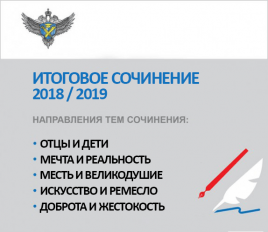 ИТОГОВОЕ СОЧИНЕНИЕ
2018 / 2019
НАПРАВЛЕНИЯ ТЕМ СОЧИНЕНИЯ:
• ОТЦЫ И ДЕТИ
• МЕЧТА И РЕАЛЬНОСТЬ
• МЕСТЬ И ВЕЛИКОДУШИЕ
• ИСКУССТВО И РЕМЕСЛО
• ДОБРОТА И ЖЕСТОКОСТЬ